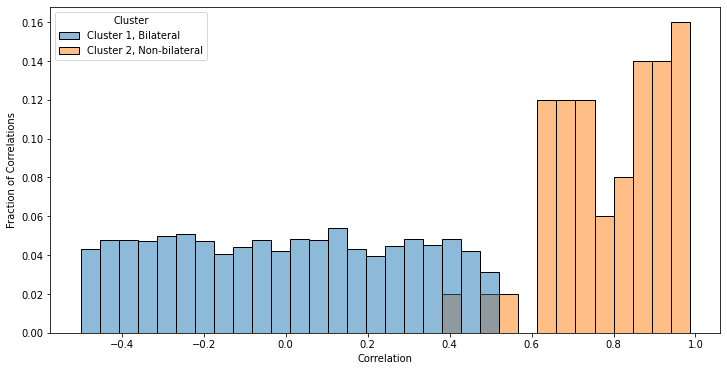 Cluster
Cluster 1, Bilateral
Cluster 2, Non-bilateral
Fraction of Correlations
0.16
0.14
0.12
0.10
0.08
0.06
0.04
0.02
0.00
−0.4 −0.2 0.0 0.2 0.4 0.6 0.8 1.0
Correlation